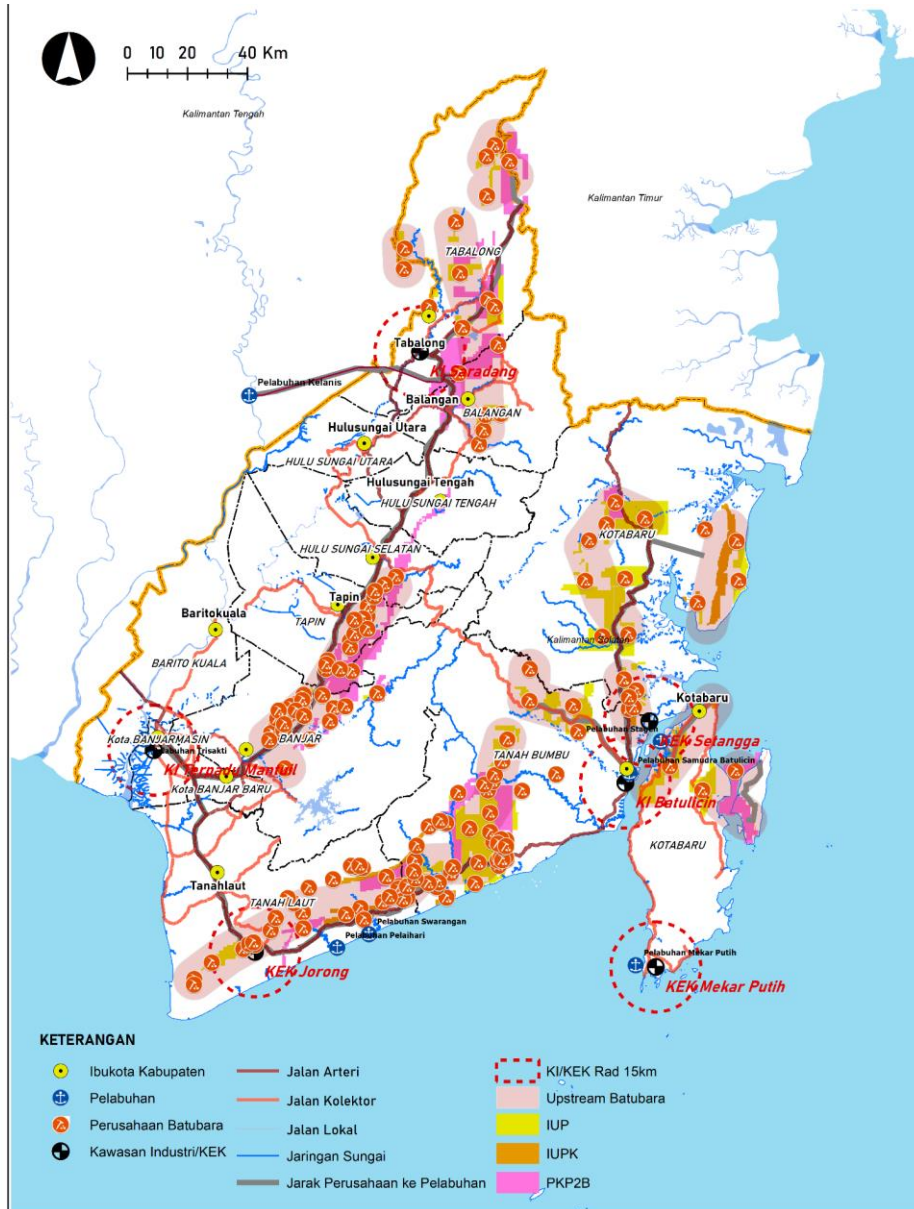 0 10 20 40 Km
Kalimantan Tengah
Kalimantan Timur
TABALONG
Tabalong
KI Saradang
Pelabuhan Kelanis
Balangan
BALANGAN
Hulusungai Utara
HULU SUNGAI UTARA
Hulusungai Tengah
HULU SUNGAI TENGAH
KOTABARU
HULU SUNGAI SELATAN
Tapin
TAPIN
Baritokuala
Kalimantan Selatan
BARITO KUALA
Kotabaru
Pelabuhan Stagen
Kota BANJARMASIN
BANJAR
TANAH BUMBU
KEK Setangga
Pelabuhan Trisakti
Pelabuhan Samudra Batulicin
KI Ternadu Mantuil
Kota BANJAR BARU
KI Batulicin
KOTABARU
Tanahlaut
TANAH LAUT
Pelabuhan Swarangan
Pelabuhan Pelaihari
Pelabuhan Mekar Putih
KEK Jorong
KEK Mekar Putih
KETERANGAN
Ibukota Kabupaten
Pelabuhan
Perusahaan Batubara
Kawasan Industri/KEK
Jalan Arteri
Jalan Kolektor
Jalan Lokal
Jaringan Sungai
Jarak Perusahaan ke Pelabuhan
KI/KEK Rad 15km
Upstream Batubara
IUP
IUPK
PKP2B